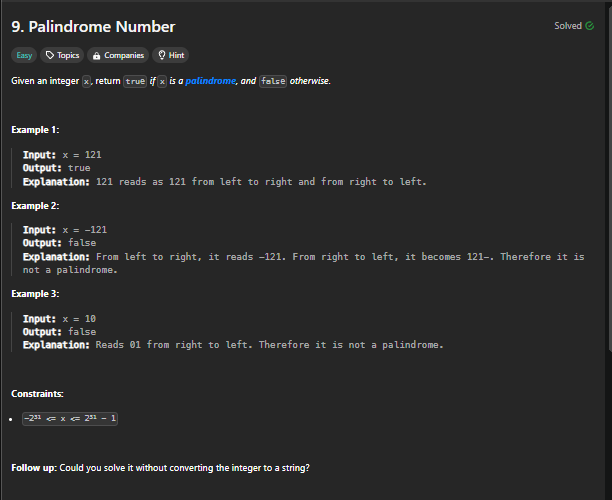 9. Palindrome Number
Solved
Easy Topics Companies Hint
Given an integer x, return true if x is a palindrome, and false otherwise.
Example 1:
Input: x = 121
Output: true
Explanation: 121 reads as 121 from left to right and from right to left.
Example 2:
Input: x = -121
Output: false
Explanation: From left to right, it reads -121. From right to left, it becomes 121-. Therefore it is
not a palindrome.
Example 3:
Input: x = 10
Output: false
Explanation: Reads 01 from right to left. Therefore it is not a palindrome.
Constraints:
• -2³¹ <= x <= 2³¹ - 1
Follow up: Could you solve it without converting the integer to a string?